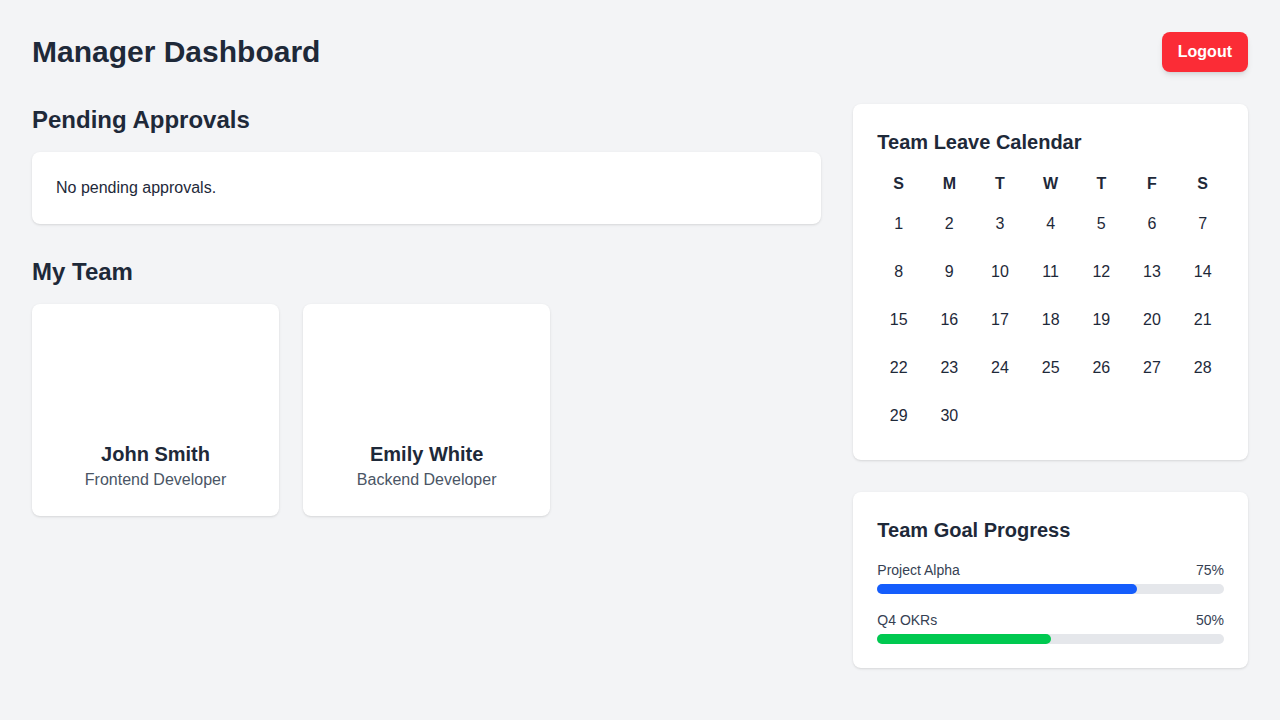 Manager Dashboard
Logout
Pending Approvals
No pending approvals.
My Team
John Smith
Frontend Developer
Emily White
Backend Developer
Team Leave Calendar
S M T W T F S
1 2 3 4 5 6 7
8 9 10 11 12 13 14
15 16 17 18 19 20 21
22 23 24 25 26 27 28
29 30
Team Goal Progress
Project Alpha 75%
Q4 OKRs 50%